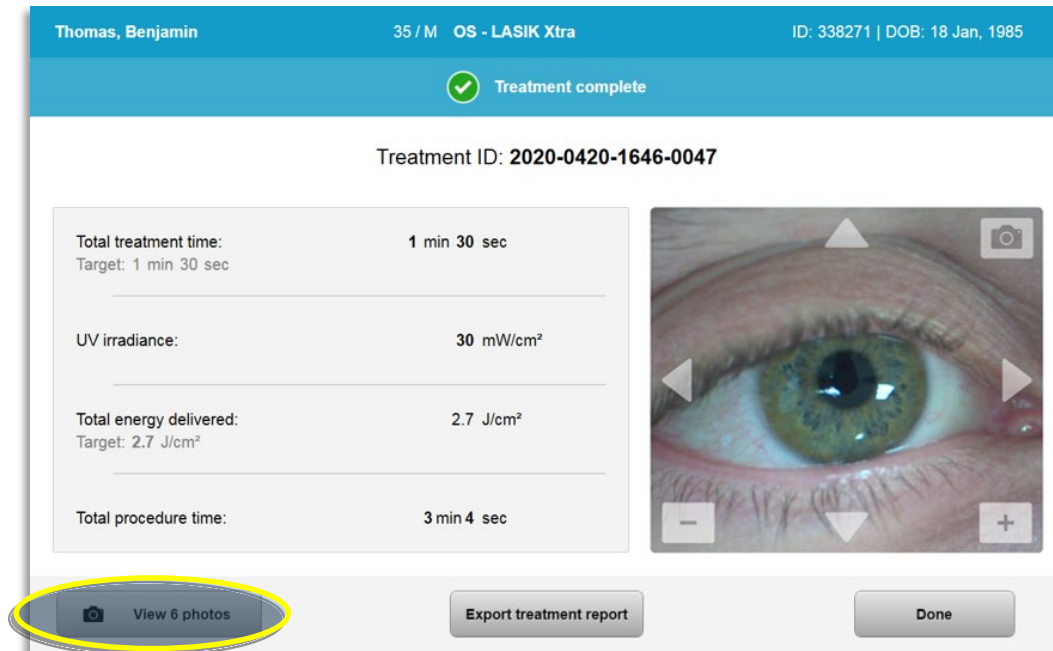 Thomas, Benjamin 35 / M OS - LASIK Xtra ID: 338271 | DOB: 18 Jan, 1985
Treatment complete
Treatment ID: 2020-0420-1646-0047
Total treatment time: 1 min 30 sec
Target: 1 min 30 sec
UV irradiance: 30 mW/cm²
Total energy delivered: 2.7 J/cm²
Target: 2.7 J/cm²
Total procedure time: 3 min 4 sec
View 6 photos Export treatment report Done